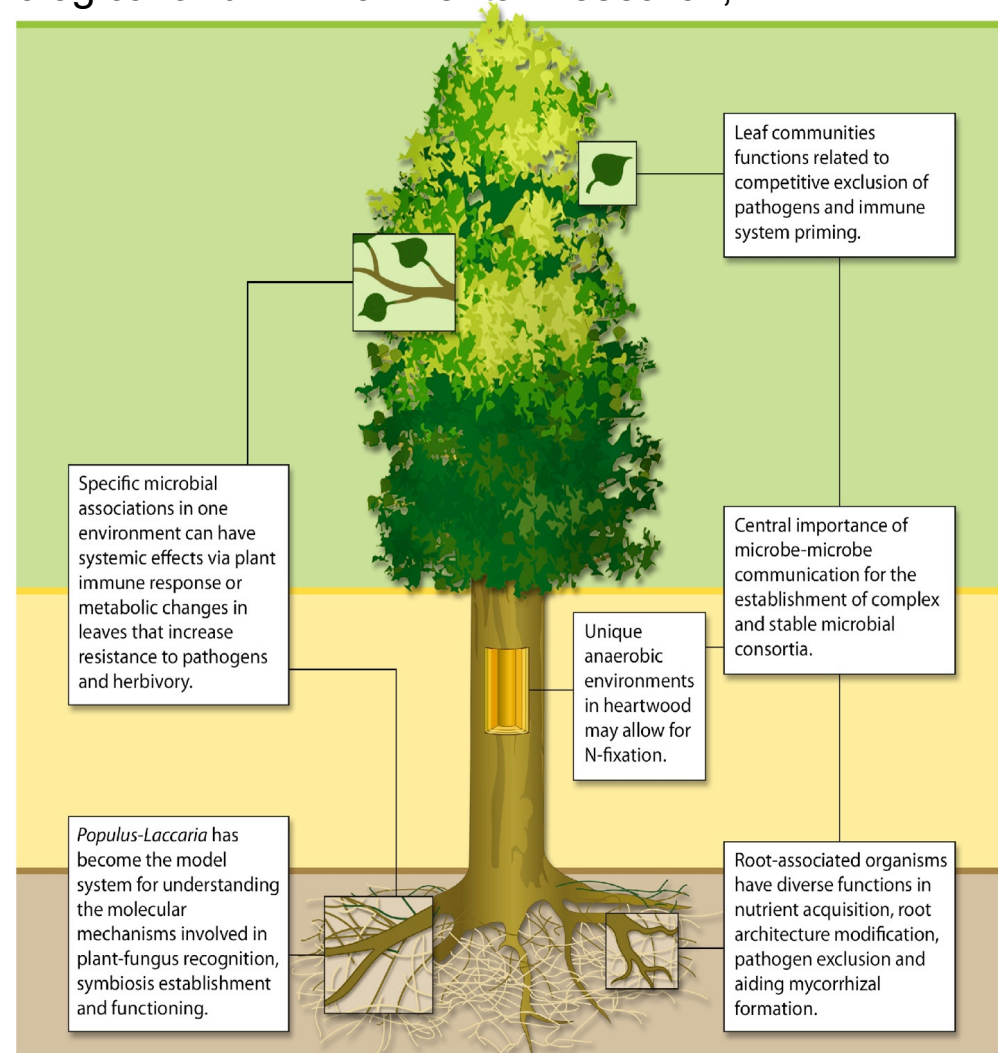 Leaf communities
functions related to
competitive exclusion of
pathogens and immune
system priming.
Specific microbial
associations in one
environment can have
systemic effects via plant
immune response or
metabolic changes in
leaves that increase
resistance to pathogens
and herbivory.
Central importance of
microbe-microbe
communication for the
establishment of complex
and stable microbial
consortia.
Unique
anaerobic
environments
in heartwood
may allow for
N-fixation.
Populus-Laccaria has
become the model
system for understanding
the molecular
mechanisms involved in
plant-fungus recognition,
symbiosis establishment
and functioning.
Root-associated organisms
have diverse functions in
nutrient acquisition, root
architecture modification,
pathogen exclusion and
aiding mycorrhizal
formation.